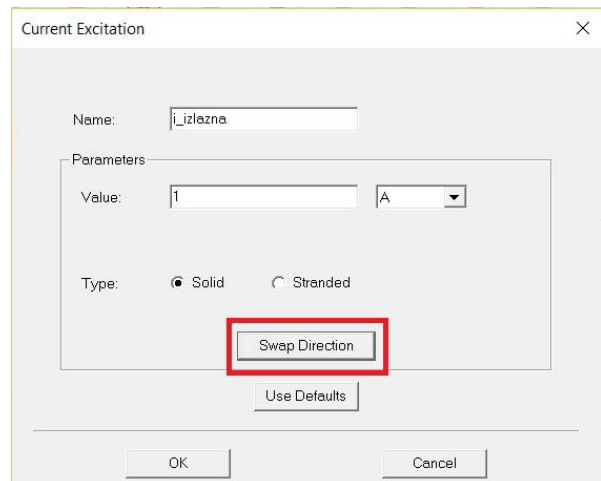 Current Excitation
Name: i_izlazna
Parameters
Value: 1 A
Type: Solid Stranded
Swap Direction
Use Defaults
OK Cancel